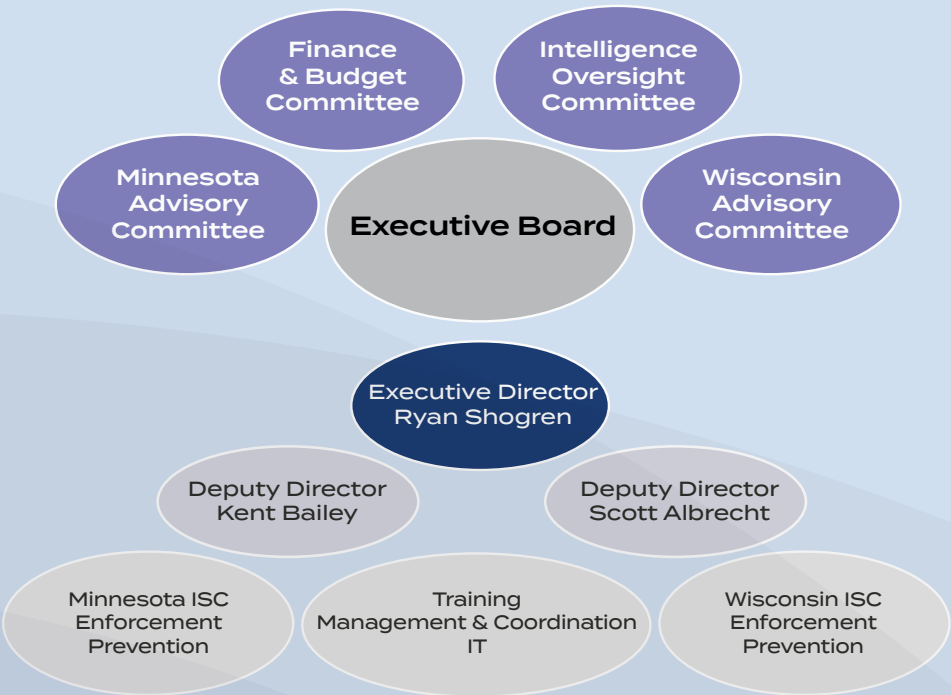 Finance
& Budget
Committee
Intelligence
Oversight
Committee
Minnesota
Advisory
Committee
Executive Board
Wisconsin
Advisory
Committee
Executive Director
Ryan Shogren
Deputy Director
Kent Bailey
Deputy Director
Scott Albrecht
Minnesota ISC
Enforcement
Prevention
Training
Management & Coordination
IT
Wisconsin ISC
Enforcement
Prevention